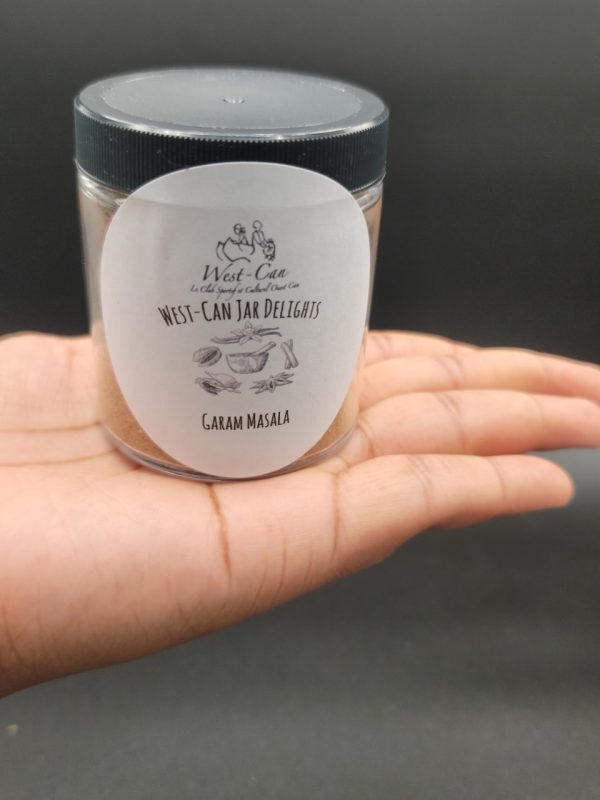 West-Can
Le Club Sportif et Culturel Ouest Can
West-Can Jar Delights
Garam Masala